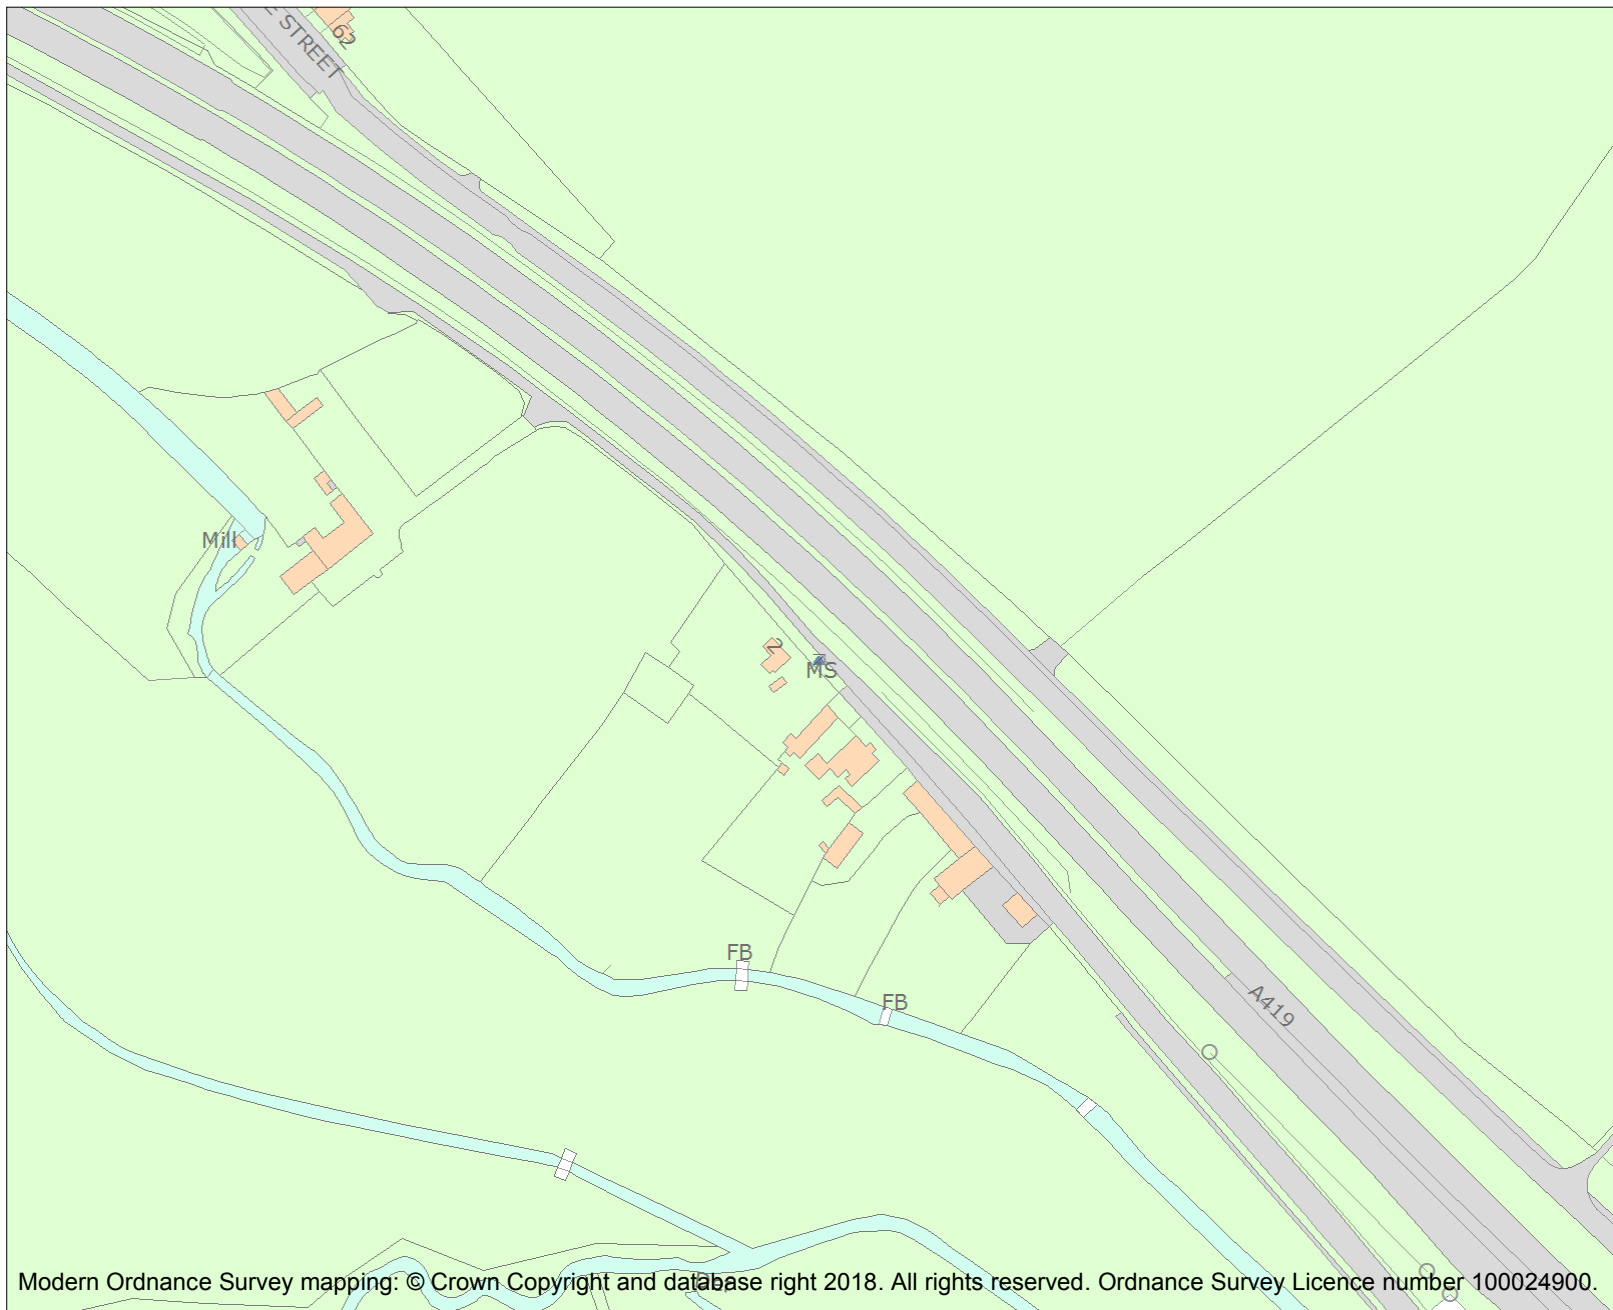 E STREET
62
Mill
2
MS
FB
FB
A419
Modern Ordnance Survey mapping: © Crown Copyright and database right 2018. All rights reserved. Ordnance Survey Licence number 100024900.